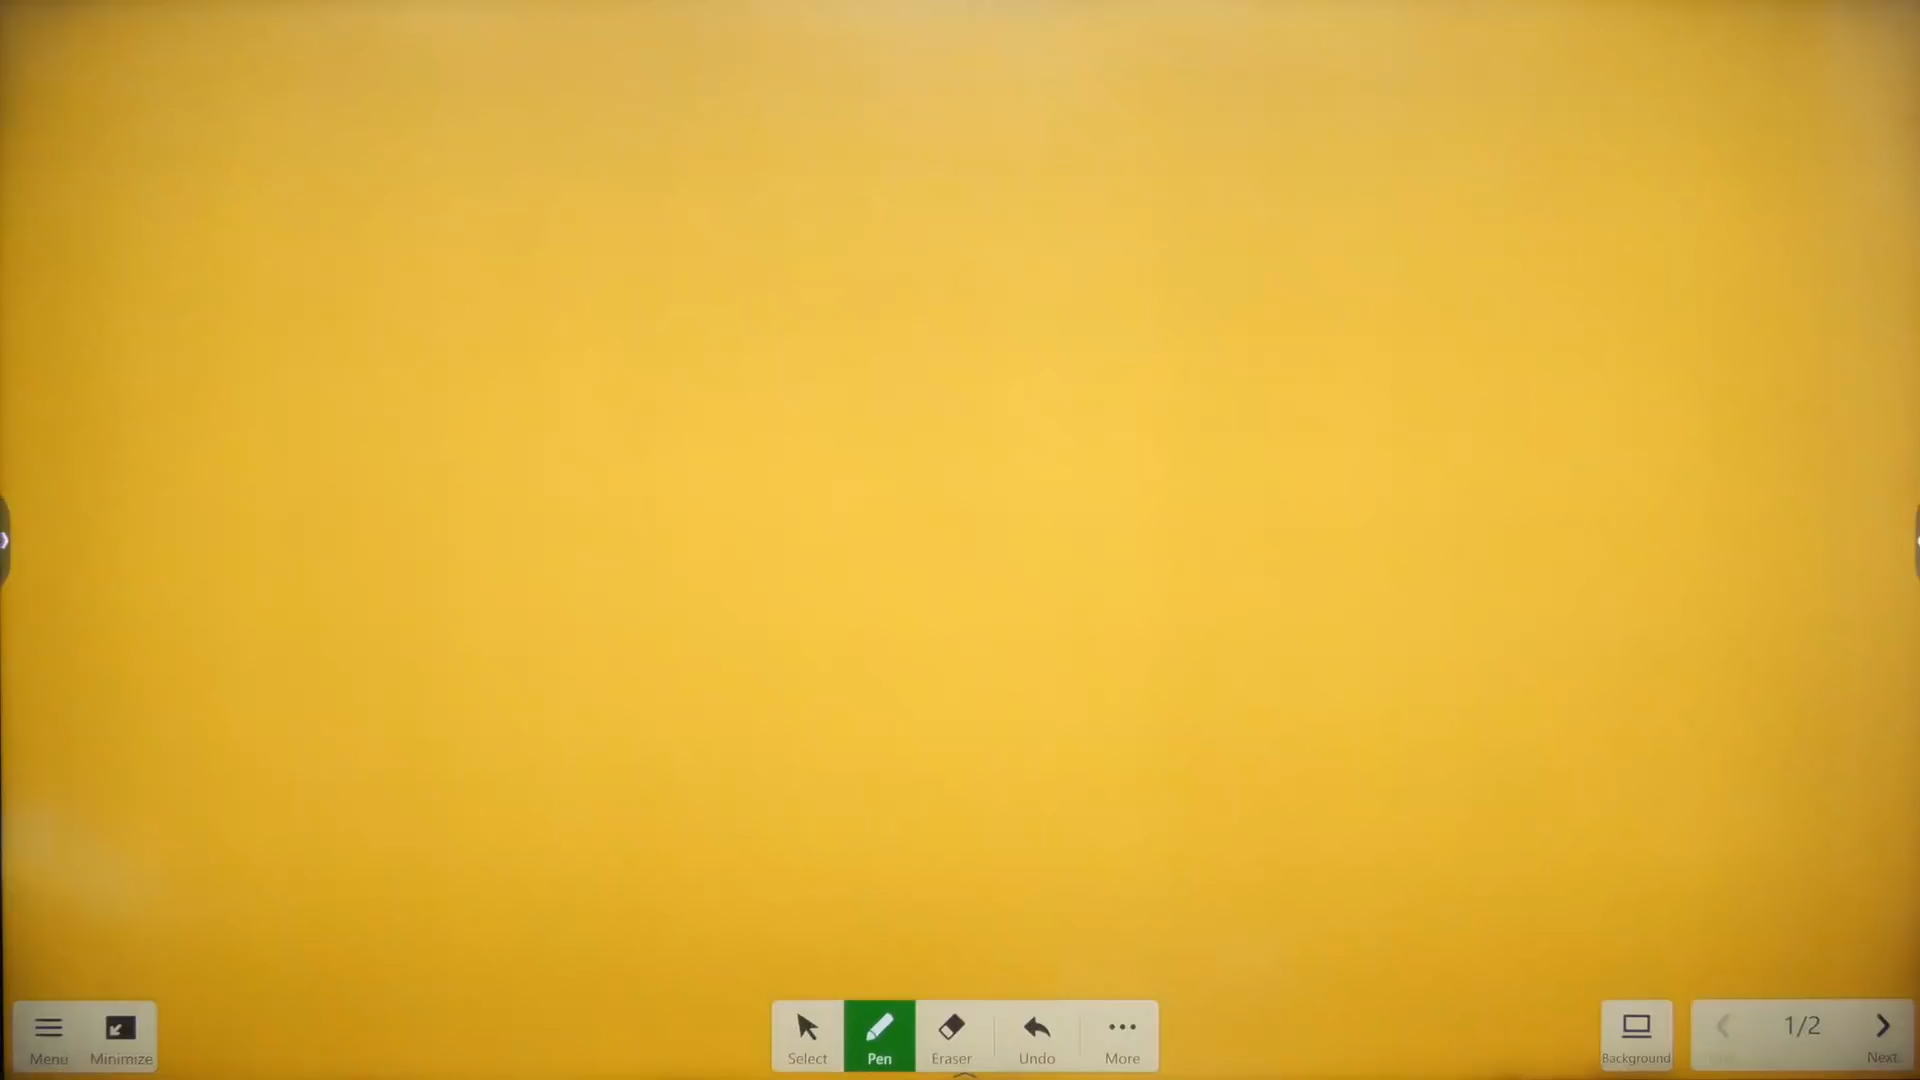 Menu
Minimize
Select
Pen
Eraser
Undo
More
Background
1/2
Next